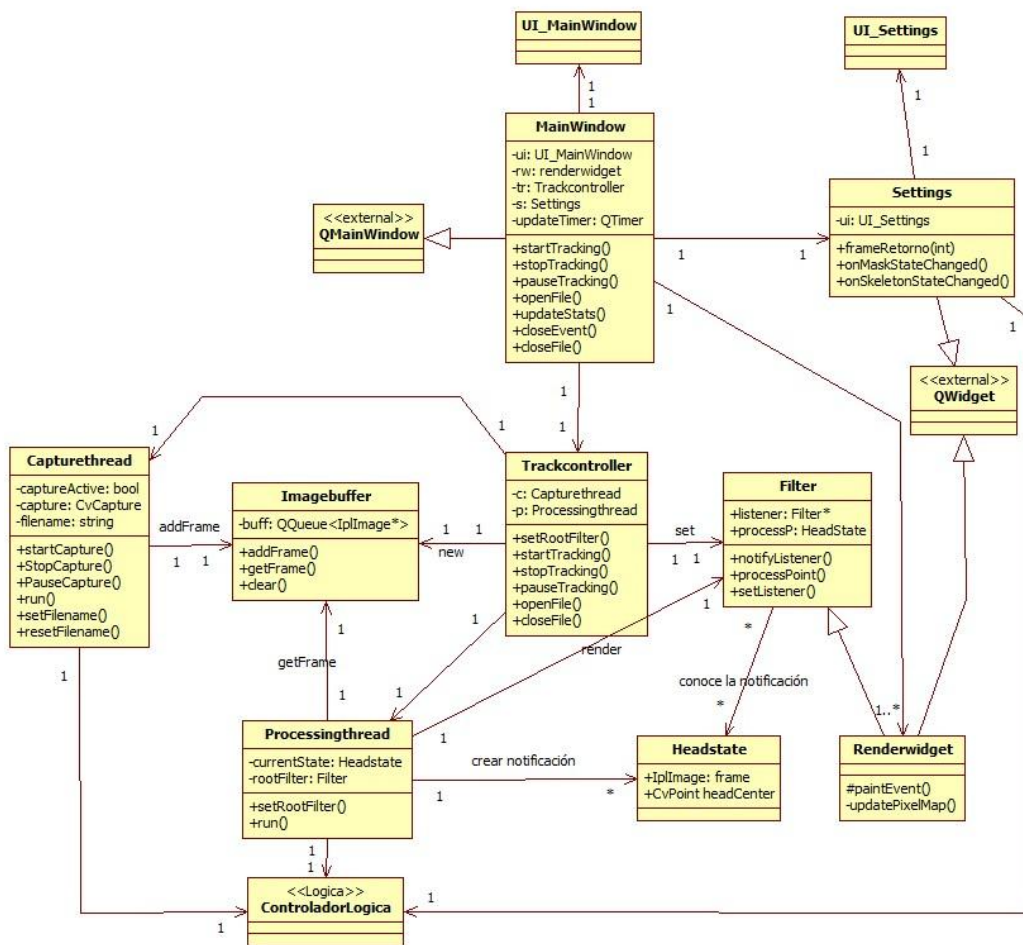 UI_MainWindow
UI_Settings
1
1
1
1
MainWindow
-ui: UI_MainWindow
-rw: renderwidget
-tr: Trackcontroller
-s: Settings
-updateTimer: QTimer
+startTracking()
+stopTracking()
+pauseTracking()
+openFile()
+updateStats()
+closeEvent()
+closeFile()
<<external>>
QMainWindow
Settings
-ui: UI_Settings
+frameRetorno(int)
+onMaskStateChanged()
+onSkeletonStateChanged()
1
1
1
1
<<external>>
QWidget
1
1
1
1
Capturethread
-captureActive: bool
-capture: CvCapture
-filename: string
+startCapture()
+StopCapture()
+PauseCapture()
+run()
+setFilename()
+resetFilename()
addFrame
1 1
Imagebuffer
-buff: QQueue<IplImage*>
+addFrame()
+getFrame()
+clear()
1 1
new
Trackcontroller
-c: Capturethread
-p: Processingthread
+setRootFilter()
+startTracking()
+stopTracking()
+pauseTracking()
+openFile()
+closeFile()
set
1 1
Filter
+listener: Filter*
+processP: HeadState
+notifyListener()
+processPoint()
+setListener()
1
1
1
render
*
getFrame
1
1
1
conoce la notificación
*
1..*
Processingthread
-currentState: Headstate
-rootFilter: Filter
+setRootFilter()
+run()
1
crear notificación
1
*
Headstate
+IplImage: frame
+CvPoint headCenter
Renderwidget
#paintEvent()
-updatePixelMap()
1
1
1
<<Logica>>
ControladorLogica
1
1